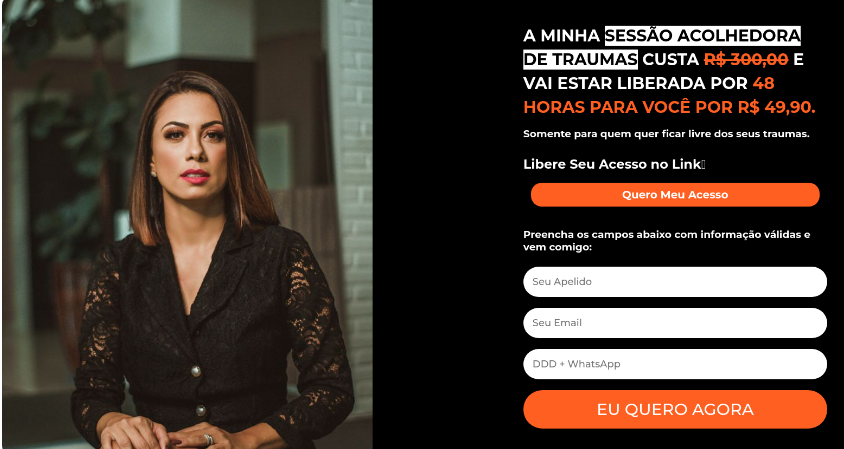 A MINHA SESSÃO ACOLHEDORA
DE TRAUMAS CUSTA R$ 300,00 E
VAI ESTAR LIBERADA POR 48
HORAS PARA VOCÊ POR R$ 49,90.
Somente para quem quer ficar livre dos seus traumas.
Libere Seu Acesso no Link
Quero Meu Acesso
Preencha os campos abaixo com informação válidas e
vem comigo:
Seu Apelido
Seu Email
DDD + WhatsApp
EU QUERO AGORA